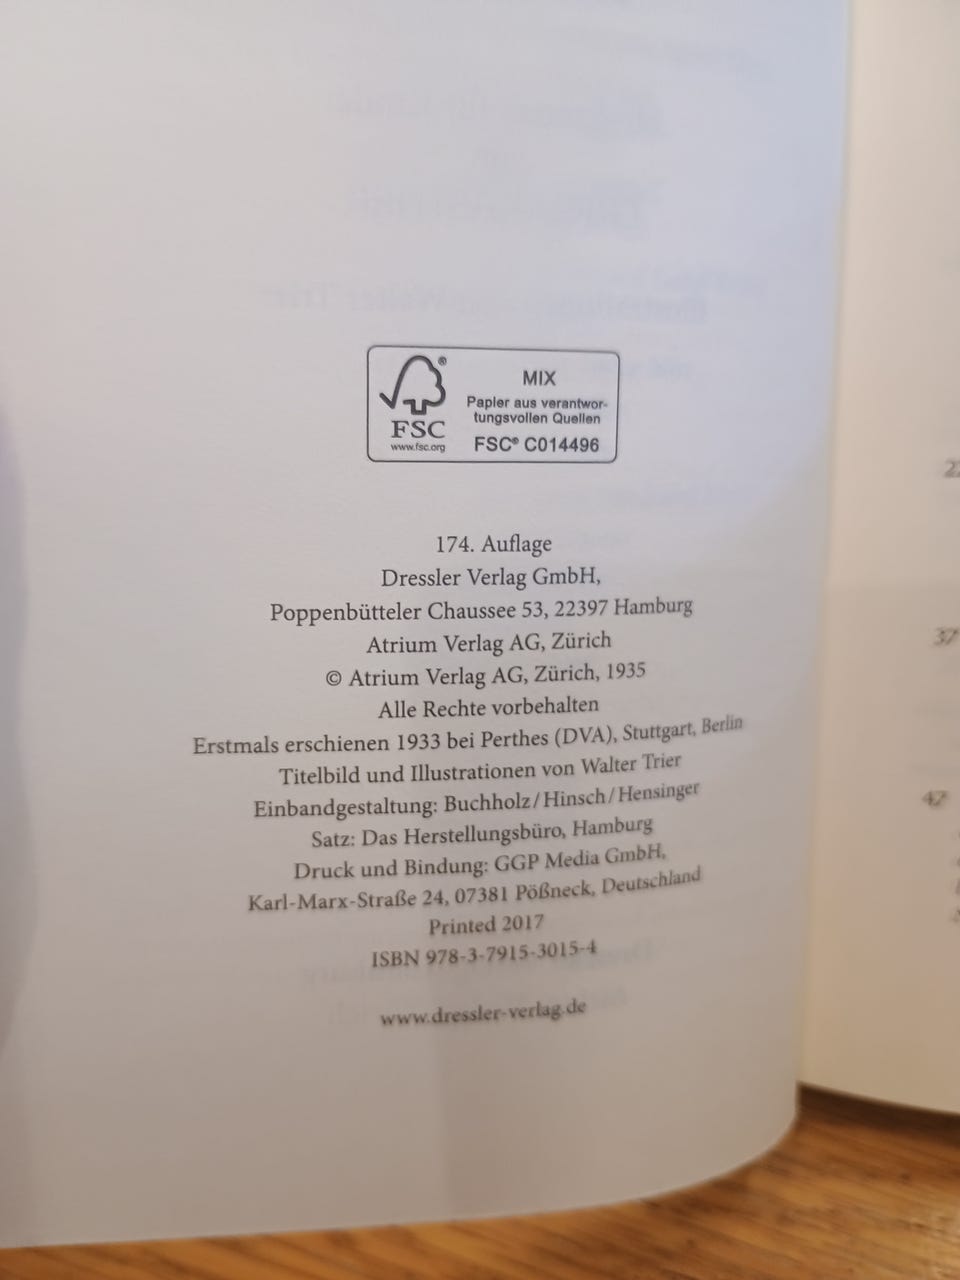 MIX
Papier aus verantwor-
tungsvollen Quellen
FSC® C014496
®
FSC
www.fsc.org
174. Auflage
Dressler Verlag GmbH,
Poppenbütteler Chaussee 53, 22397 Hamburg
Atrium Verlag AG, Zürich
© Atrium Verlag AG, Zürich, 1935
Alle Rechte vorbehalten
Erstmals erschienen 1933 bei Perthes (DVA), Stuttgart, Berlin
Titelbild und Illustrationen von Walter Trier
Einbandgestaltung: Buchholz/Hinsch/Hensinger
Satz: Das Herstellungsbüro, Hamburg
Druck und Bindung: GGP Media GmbH,
Karl-Marx-Straße 24, 07381 Pößneck, Deutschland
Printed 2017
ISBN 978-3-7915-3015-4
www.dressler-verlag.de
37
47